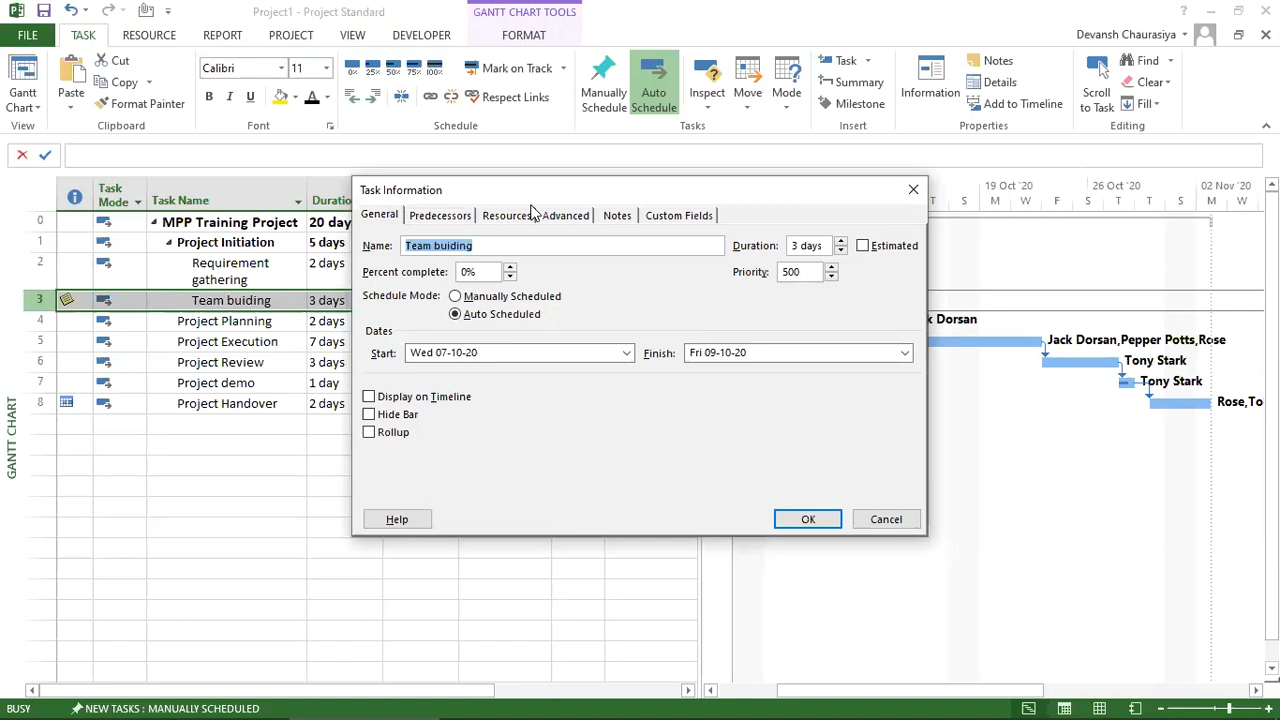 Project1 - Project Standard
GANTT CHART TOOLS
FILE TASK RESOURCE REPORT PROJECT VIEW DEVELOPER FORMAT
Devansh Chaurasiya
Gantt Chart
Paste
Cut
Copy
Format Painter
Calibri 11
B I U A
0% 25% 50% 75% 100%
Mark on Track
Respect Links
Manually Schedule
Auto Schedule
Inspect
Move
Mode
Task
Summary
Milestone
Information
Notes
Details
Add to Timeline
Scroll to Task
Find
Clear
Fill
View Clipboard Font Schedule Tasks Insert Properties Editing
19 Oct '20 26 Oct '20 02 Nov '20
Task Mode Task Name Duratio
T S W F S T T S M W
0 MPP Training Project 20 day
1 Project Initiation 5 days
2 Requirement gathering 2 days
3 Team buiding 3 days
4 Project Planning 2 days
5 Project Execution 7 days
6 Project Review 2 days
7 Project demo 1 day
8 Project Handover 2 days
GANTT CHART
Task Information
General Predecessors Resources Advanced Notes Custom Fields
Name: Team buiding Duration: 3 days Estimated
Percent complete: 0% Priority: 500
Schedule Mode: Manually Scheduled
Auto Scheduled
Dates
Start: Wed 07-10-20 Finish: Fri 09-10-20
Display on Timeline
Hide Bar
Rollup
Help OK Cancel
k Dorsan
Jack Dorsan,Pepper Potts,Rose
Tony Stark
Tony Stark
Rose,To
BUSY NEW TASKS : MANUALLY SCHEDULED